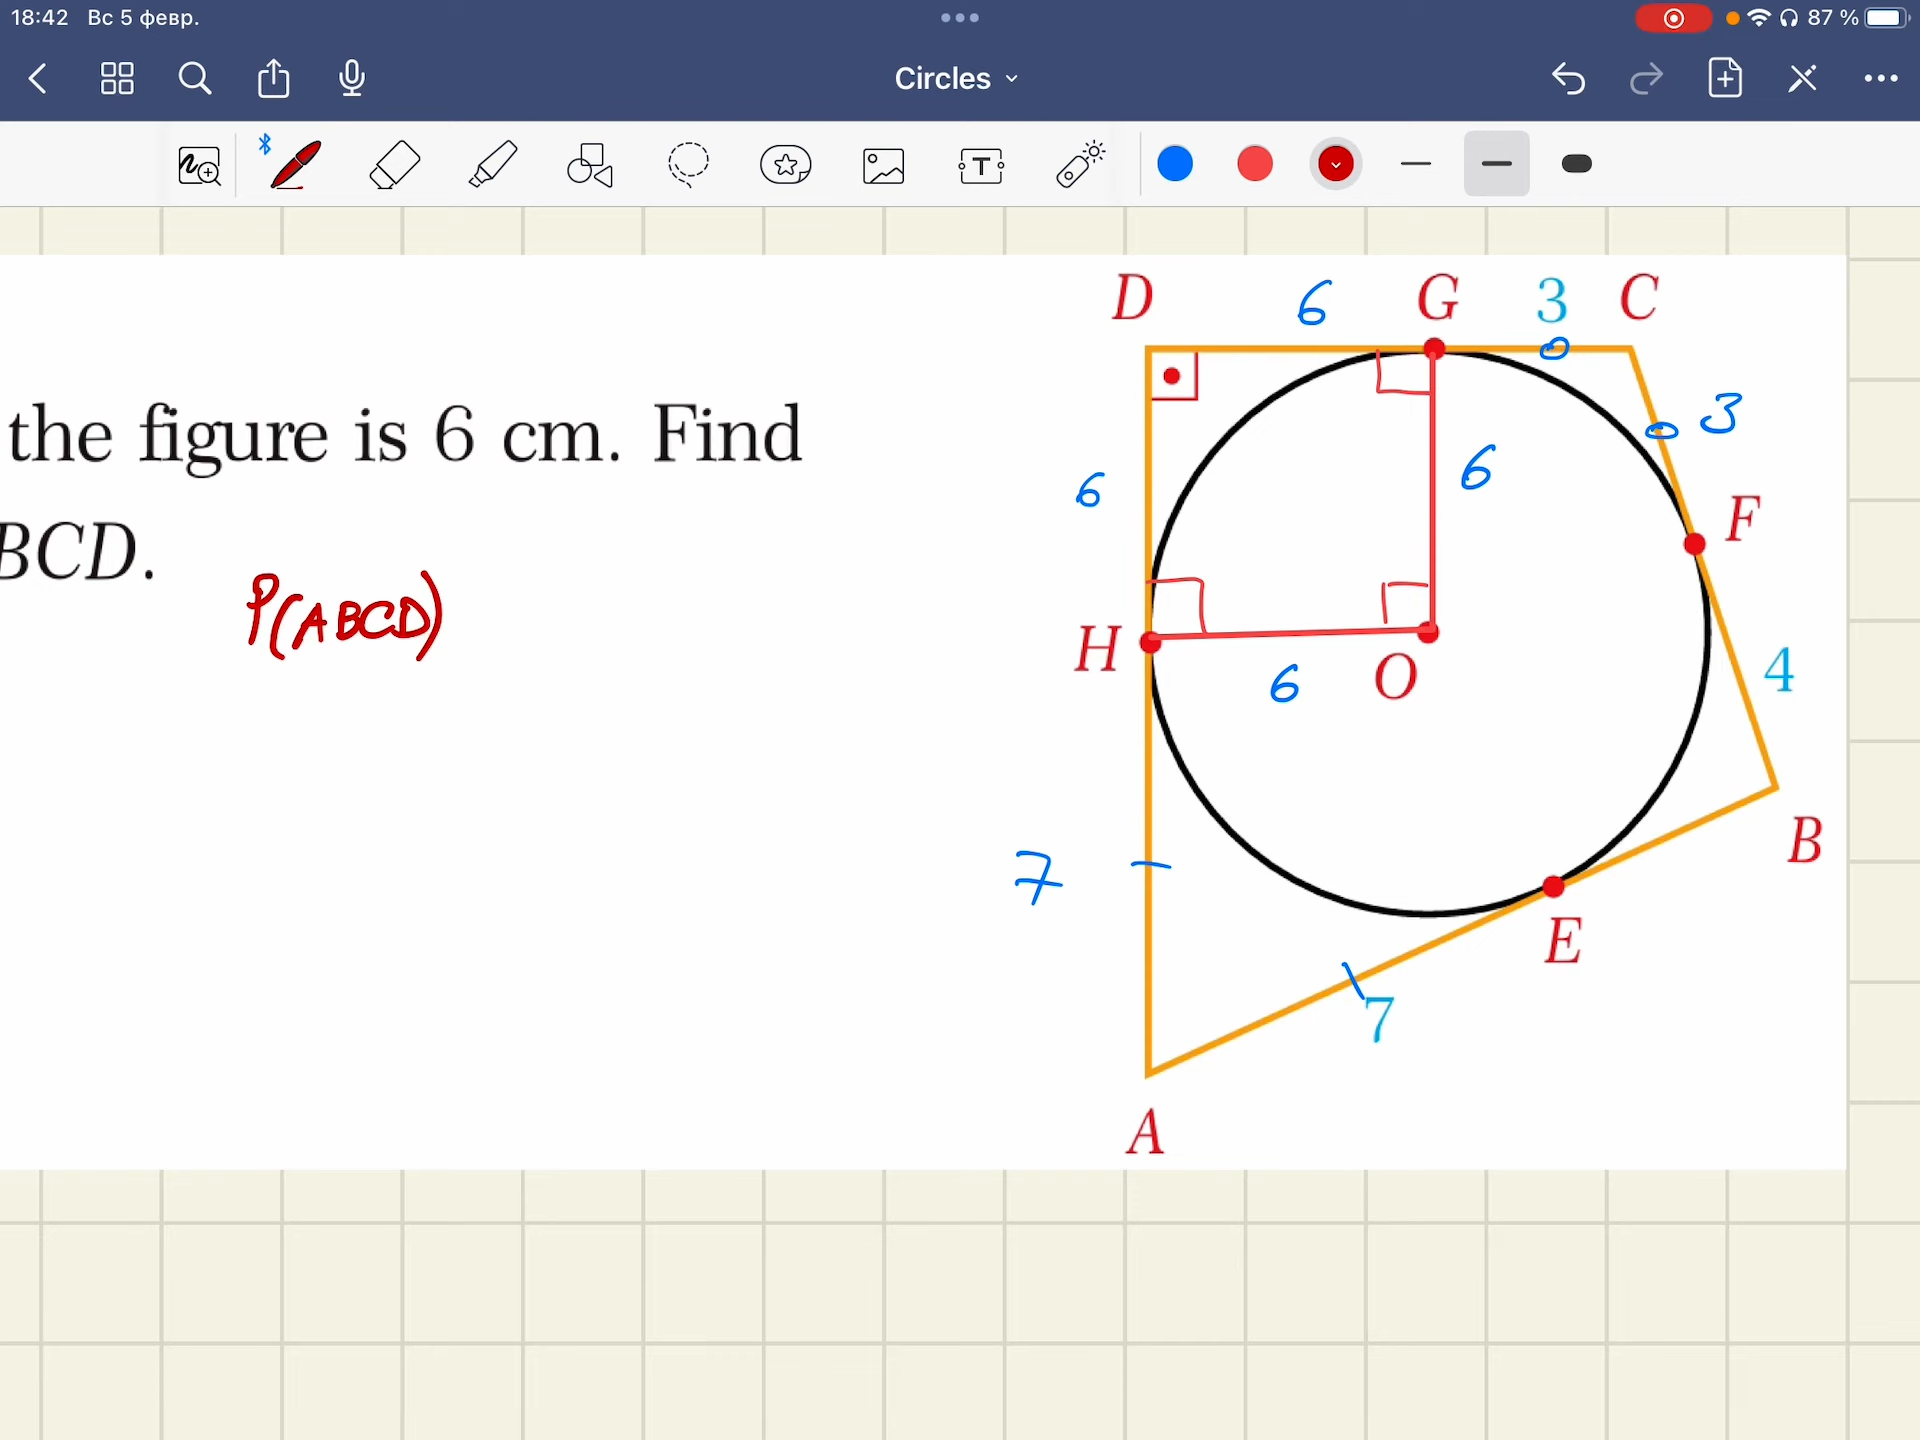 18:42 Вс 5 февр. 87 %
Circles
T
D 6 G 3 C
the figure is 6 cm. Find
3
6 6
F
BCD.
P(ABCD)
H 6 O 4
B
7
E
7
A